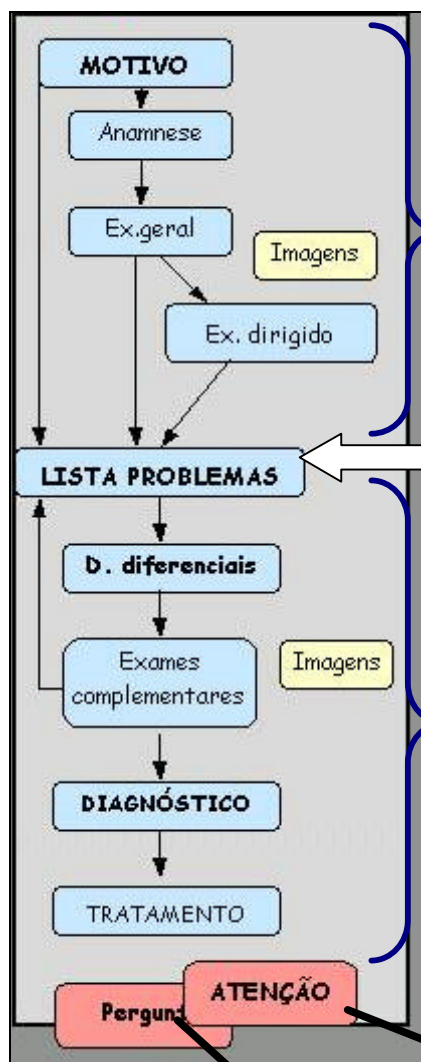 MOTIVO
Anamnese
Ex.geral
Imagens
Ex. dirigido
LISTA PROBLEMAS
D. diferenciais
Exames
complementares
Imagens
DIAGNÓSTICO
TRATAMENTO
ATENÇÃO